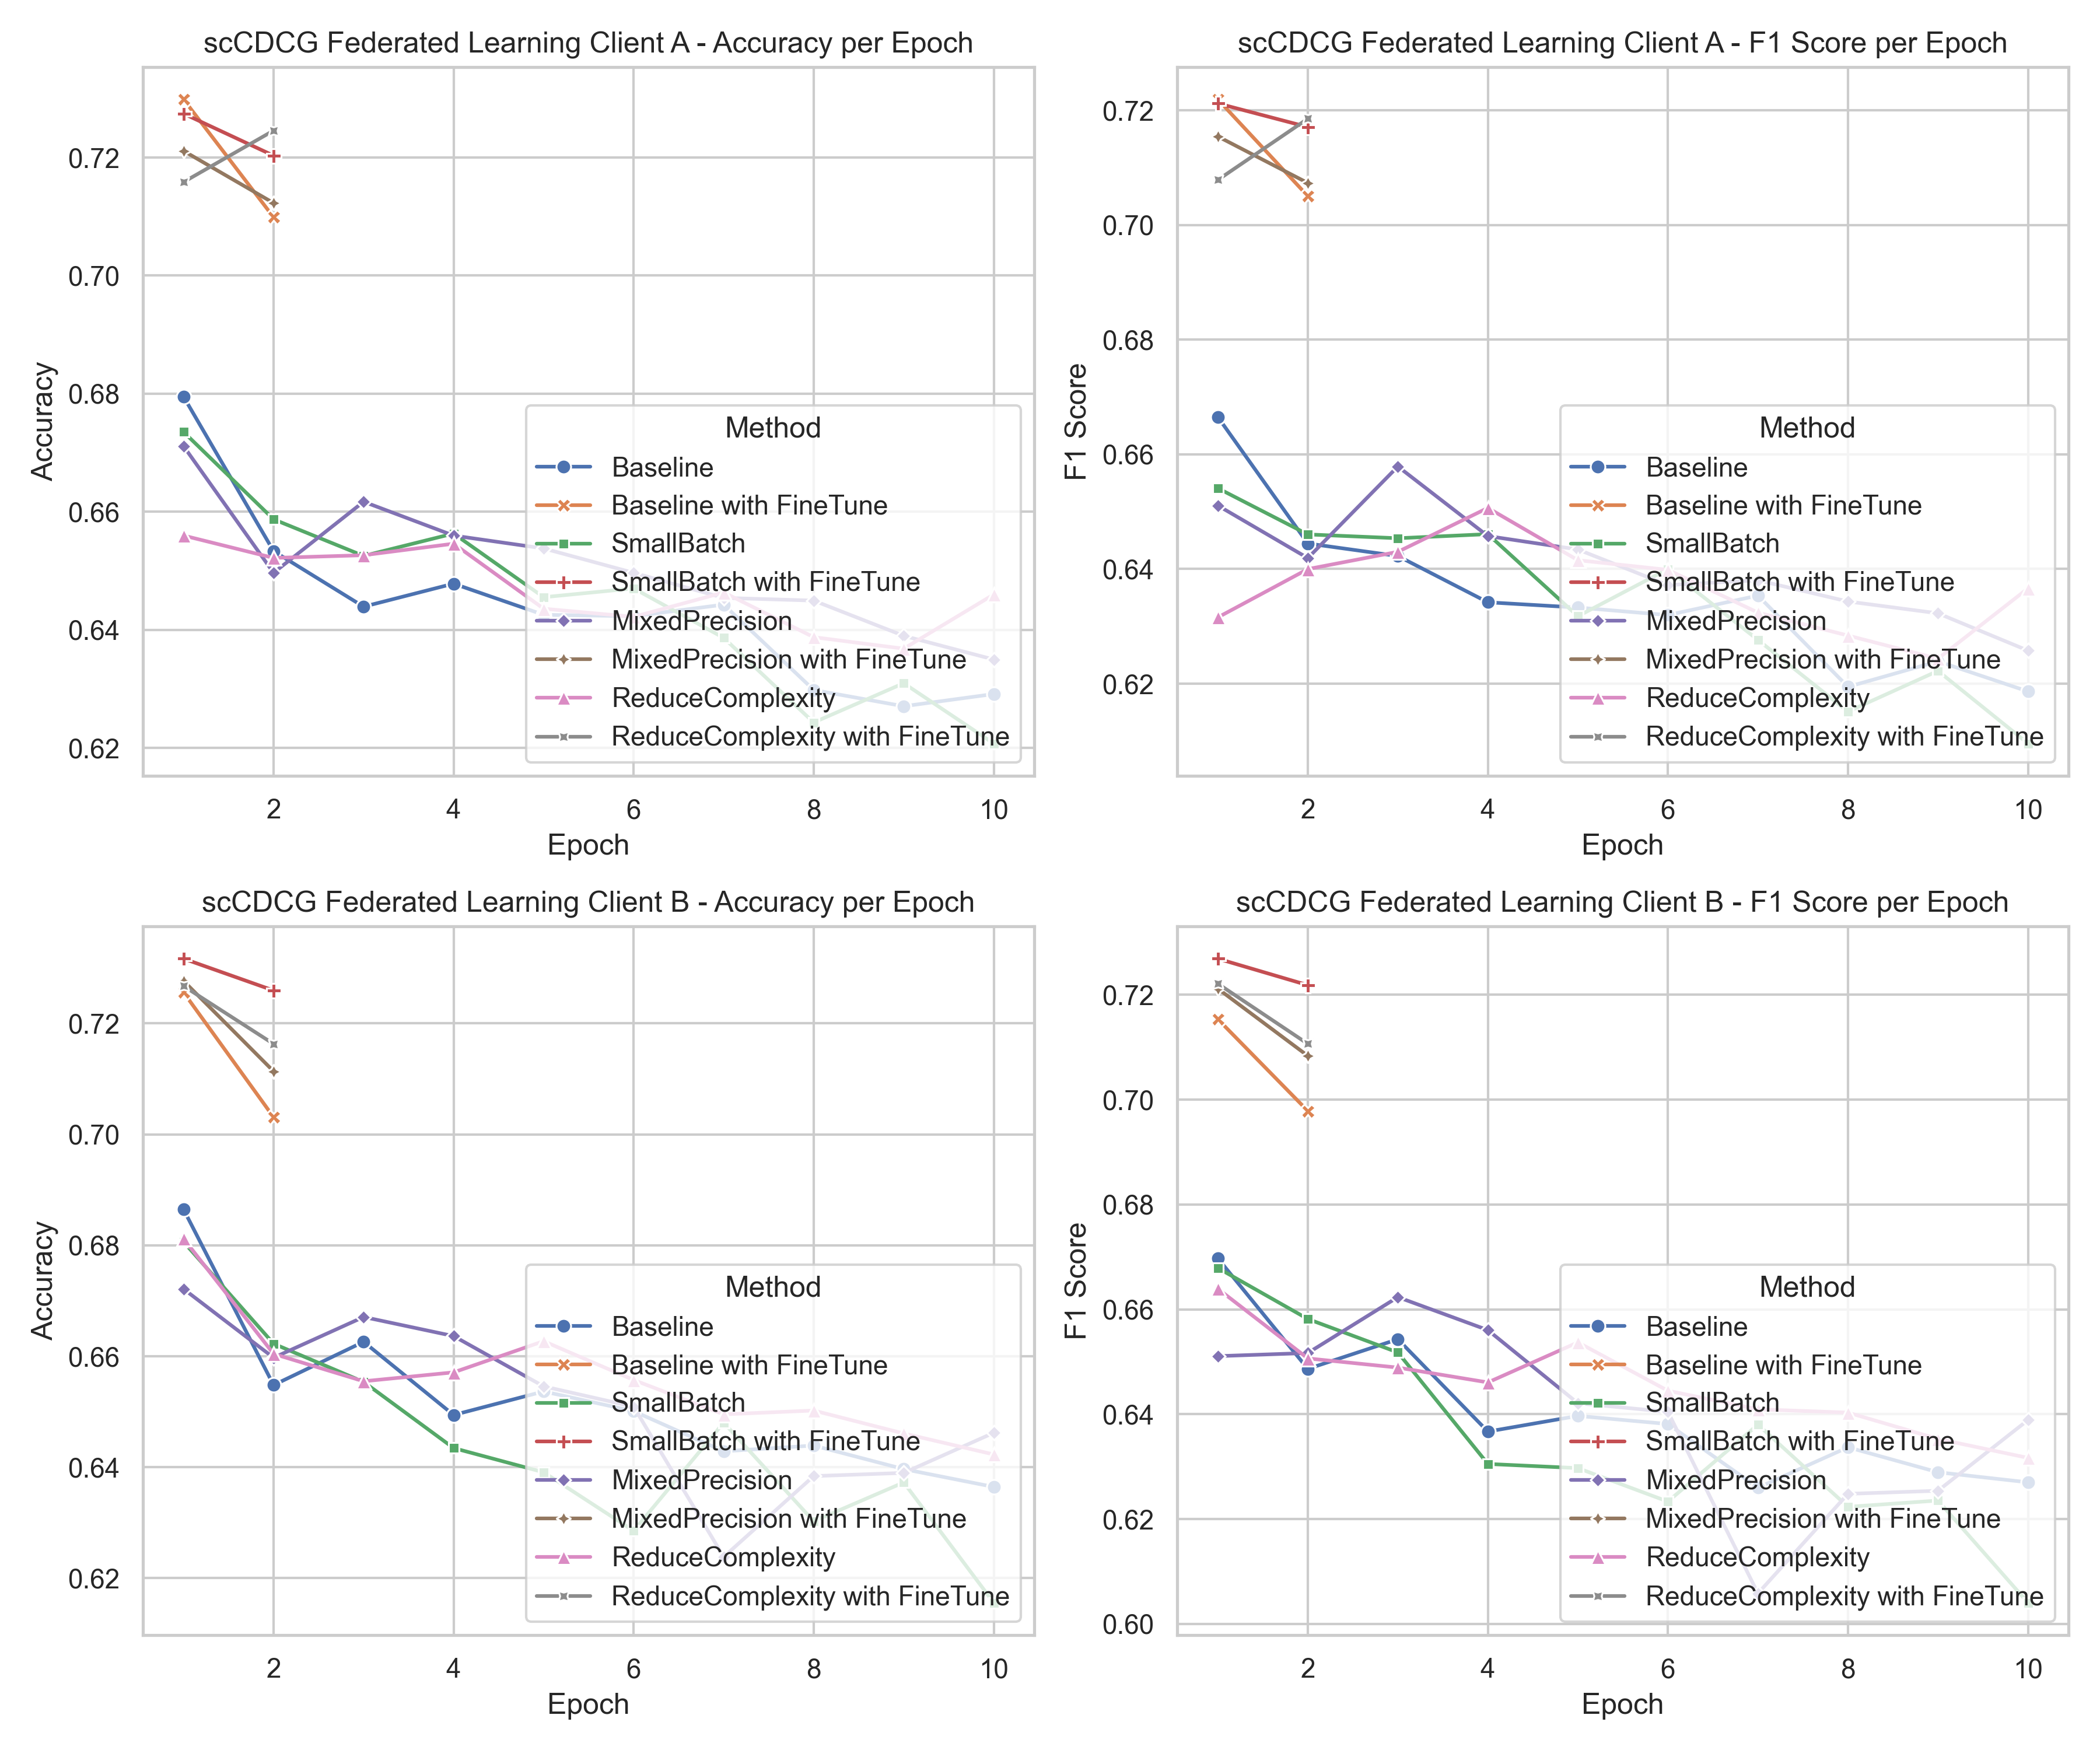 scCDCG Federated Learning Client A - Accuracy per Epoch
Accuracy
0.72
0.70
0.68
0.66
0.64
0.62
2
4
6
8
10
Epoch
Method
Baseline
Baseline with FineTune
SmallBatch
SmallBatch with FineTune
MixedPrecision
MixedPrecision with FineTune
ReduceComplexity
ReduceComplexity with FineTune
scCDCG Federated Learning Client A - F1 Score per Epoch
F1 Score
0.72
0.70
0.68
0.66
0.64
0.62
2
4
6
8
10
Epoch
Method
Baseline
Baseline with FineTune
SmallBatch
SmallBatch with FineTune
MixedPrecision
MixedPrecision with FineTune
ReduceComplexity
ReduceComplexity with FineTune
scCDCG Federated Learning Client B - Accuracy per Epoch
Accuracy
0.72
0.70
0.68
0.66
0.64
0.62
2
4
6
8
10
Epoch
Method
Baseline
Baseline with FineTune
SmallBatch
SmallBatch with FineTune
MixedPrecision
MixedPrecision with FineTune
ReduceComplexity
ReduceComplexity with FineTune
scCDCG Federated Learning Client B - F1 Score per Epoch
F1 Score
0.72
0.70
0.68
0.66
0.64
0.62
0.60
2
4
6
8
10
Epoch
Method
Baseline
Baseline with FineTune
SmallBatch
SmallBatch with FineTune
MixedPrecision
MixedPrecision with FineTune
ReduceComplexity
ReduceComplexity with FineTune